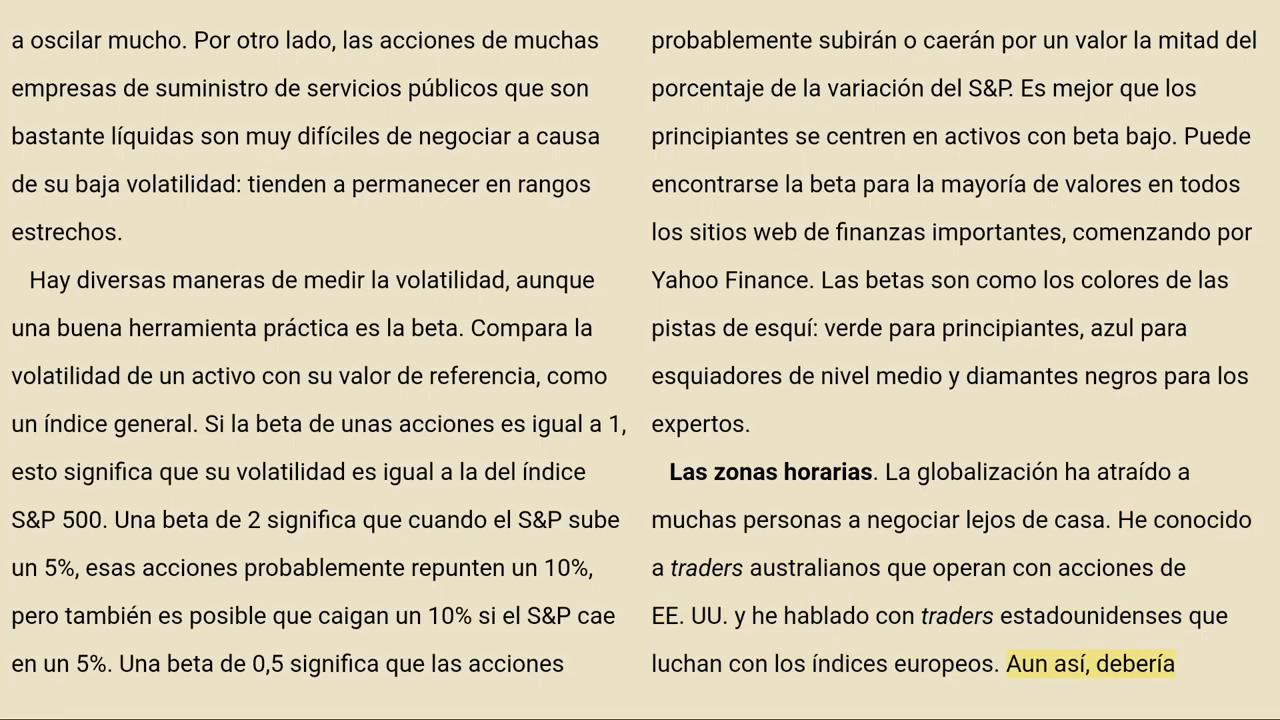 a oscilar mucho. Por otro lado, las acciones de muchas
empresas de suministro de servicios públicos que son
bastante líquidas son muy difíciles de negociar a causa
de su baja volatilidad: tienden a permanecer en rangos
estrechos.
Hay diversas maneras de medir la volatilidad, aunque
una buena herramienta práctica es la beta. Compara la
volatilidad de un activo con su valor de referencia, como
un índice general. Si la beta de unas acciones es igual a 1,
esto significa que su volatilidad es igual a la del índice
S&P 500. Una beta de 2 significa que cuando el S&P sube
un 5%, esas acciones probablemente repunten un 10%,
pero también es posible que caigan un 10% si el S&P cae
en un 5%. Una beta de 0,5 significa que las acciones
probablemente subirán o caerán por un valor la mitad del
porcentaje de la variación del S&P. Es mejor que los
principiantes se centren en activos con beta bajo. Puede
encontrarse la beta para la mayoría de valores en todos
los sitios web de finanzas importantes, comenzando por
Yahoo Finance. Las betas son como los colores de las
pistas de esquí: verde para principiantes, azul para
esquiadores de nivel medio y diamantes negros para los
expertos.
Las zonas horarias. La globalización ha atraído a
muchas personas a negociar lejos de casa. He conocido
a traders australianos que operan con acciones de
EE. UU. y he hablado con traders estadounidenses que
luchan con los índices europeos. Aun así, debería